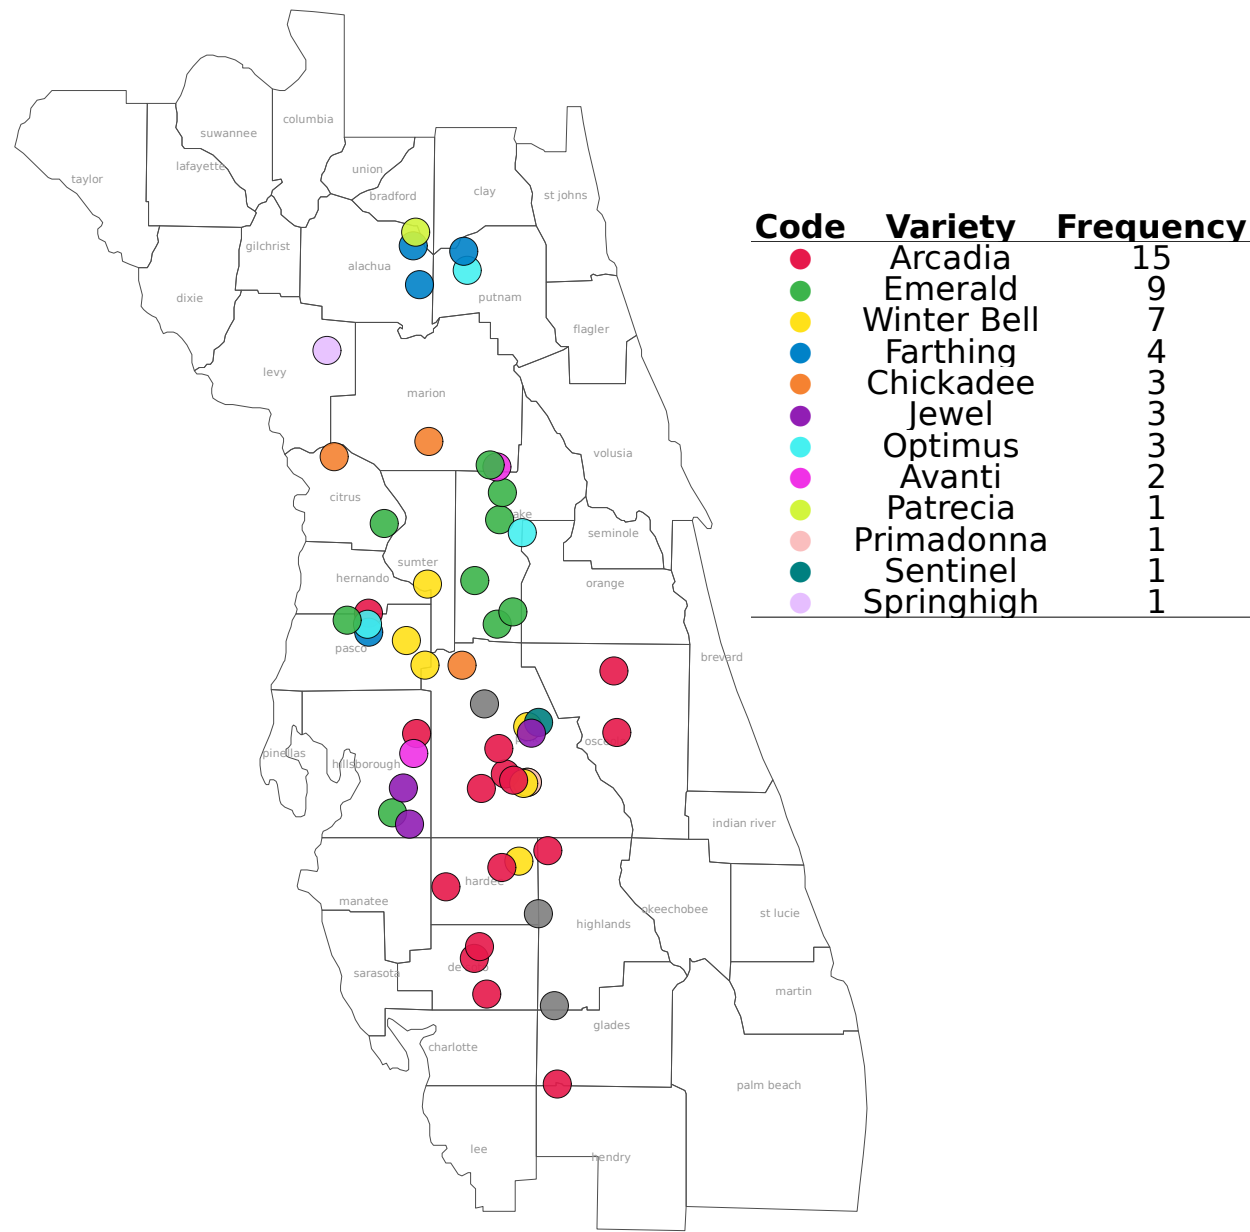 columbia
suwannee
lafayette
union
taylor
bradford
clay
st johns
gilchrist
alachua
dixie
putnam
flagler
levy
marion
volusia
citrus
ake
seminole
sumter
hernando
orange
pasco
brevard
osc
pinellas
hillsborough
indian river
hardee
manatee
okeechobee
st lucie
highlands
de
sarasota
martin
glades
charlotte
palm beach
lee
hendry
Code Variety Frequency
Arcadia 15
Emerald 9
Winter Bell 7
Farthing 4
Chickadee 3
Jewel 3
Optimus 3
Avanti 2
Patrecia 1
Primadonna 1
Sentinel 1
Springhigh 1